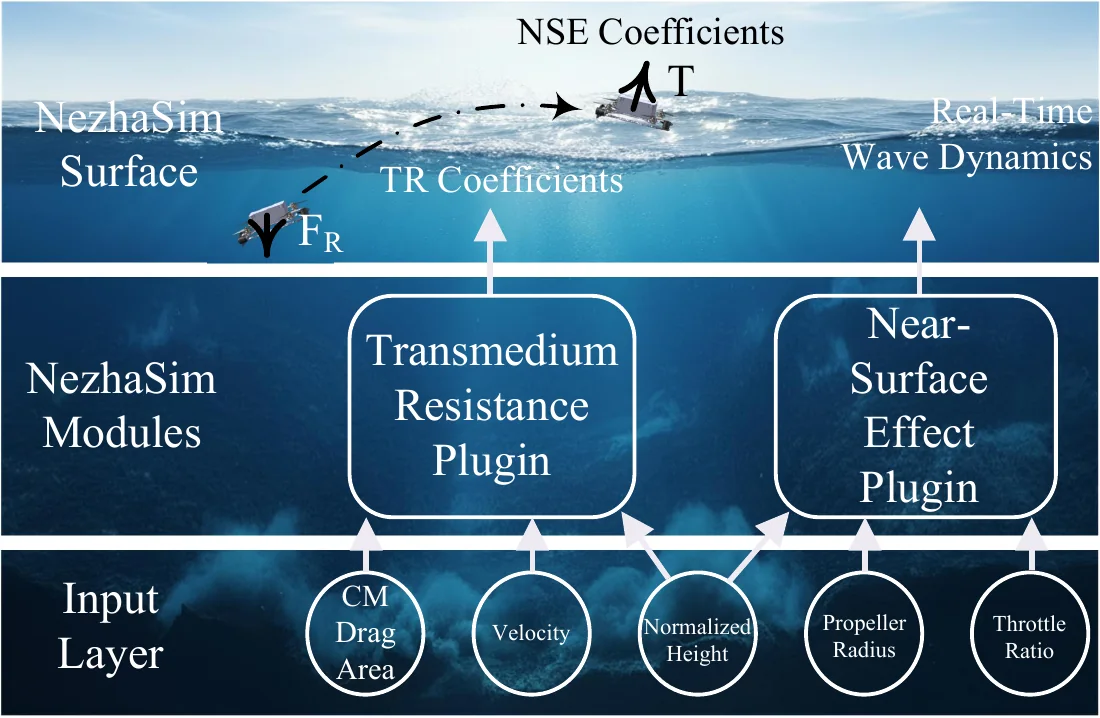 NSE Coefficients
T
NezhaSim
Surface
Real-Time
Wave Dynamics
TR Coefficients
FR
NezhaSim
Modules
Transmedium
Resistance
Plugin
Near-
Surface
Effect
Plugin
Input
Layer
CM
Drag
Area
Velocity
Normalized
Height
Propeller
Radius
Throttle
Ratio